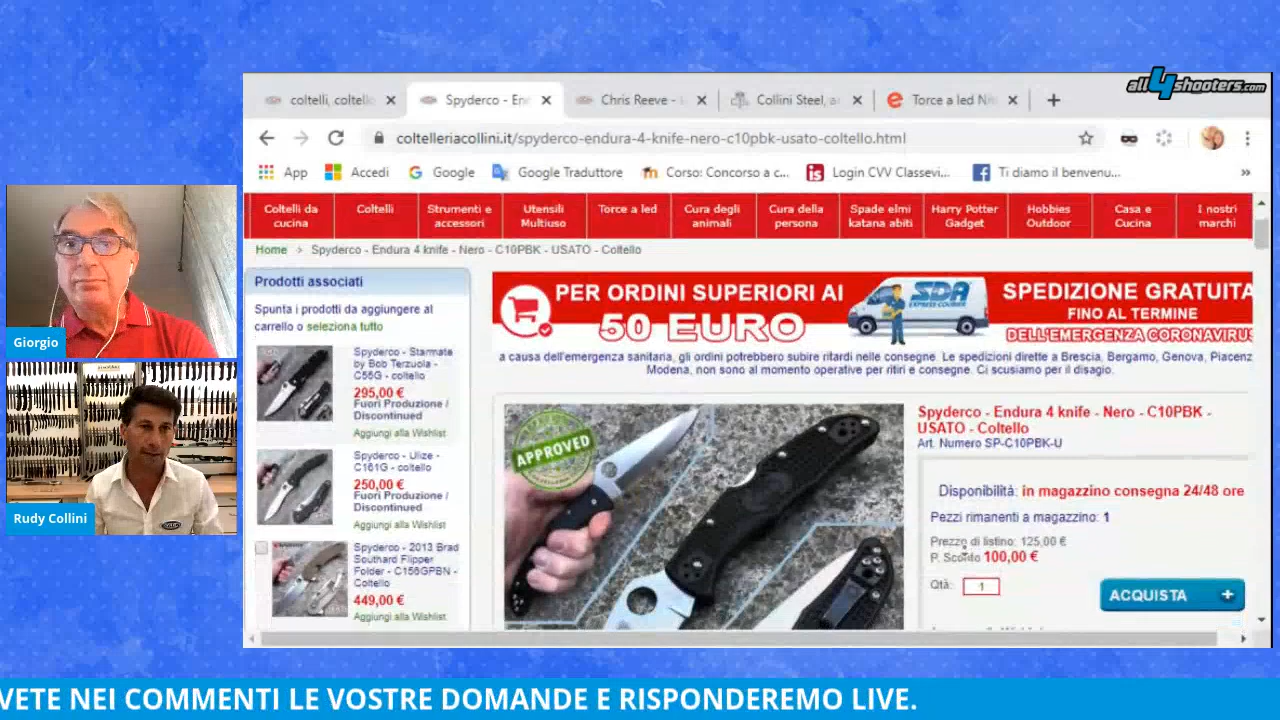 all4shooters.com
coltelli, coltelle
Spyderco - En
Chris Reeve -
Collini Steel, a
Torce a led Ni
coltelleriacollini.it/spyderco-endura-4-knife-nero-c10pbk-usato-coltello.html
App
Accedi
Google
Google Traduttore
Corso: Concorso a c...
Login CVV Classevi...
Ti diamo il benvenu...
Coltelli da cucina
Coltelli
Strumenti e accessori
Utensili Multiuso
Torce a led
Cura degli animali
Cura della persona
Spade elmi katana abiti
Harry Potter Gadget
Hobbies Outdoor
Casa e Cucina
I nostri marchi
Home > Spyderco - Endura 4 knife - Nero - C10PBK - USATO - Coltello
Prodotti associati
Spunta i prodotti da aggiungere al
carrello o seleziona tutto
Spyderco - Starmate
by Bob Terzuola -
C55G - coltello
295,00 €
Fuori Produzione /
Discontinued
Aggiungi alla Wishlist
Spyderco - Ulize -
C161G - coltello
250,00 €
Fuori Produzione /
Discontinued
Aggiungi alla Wishlist
Spyderco - 2013 Brad
Southard Flipper
Folder - C156GPBN -
Coltello
449,00 €
Aggiungi alla Wishlist
PER ORDINI SUPERIORI AI
50 EURO
SDA
EXPRESS COURIER
SPEDIZIONE GRATUITA
FINO AL TERMINE
DELL'EMERGENZA CORONAVIRUS
a causa dell'emergenza sanitaria, gli ordini potrebbero subire ritardi nelle consegne. Le spedizioni dirette a Brescia, Bergamo, Genova, Piacenz
Modena, non sono al momento operative per ritiri e consegne. Ci scusiamo per il disagio.
APPROVED
Spyderco - Endura 4 knife - Nero - C10PBK -
USATO - Coltello
Art. Numero SP-C10PBK-U
Disponibilità: in magazzino consegna 24/48 ore
Pezzi rimanenti a magazzino: 1
Prezzo di listino: 125,00 €
P. Sconto 100,00 €
Qtà: 1
ACQUISTA +
Giorgio
Rudy Collini
VETE NEI COMMENTI LE VOSTRE DOMANDE E RISPONDEREMO LIVE.